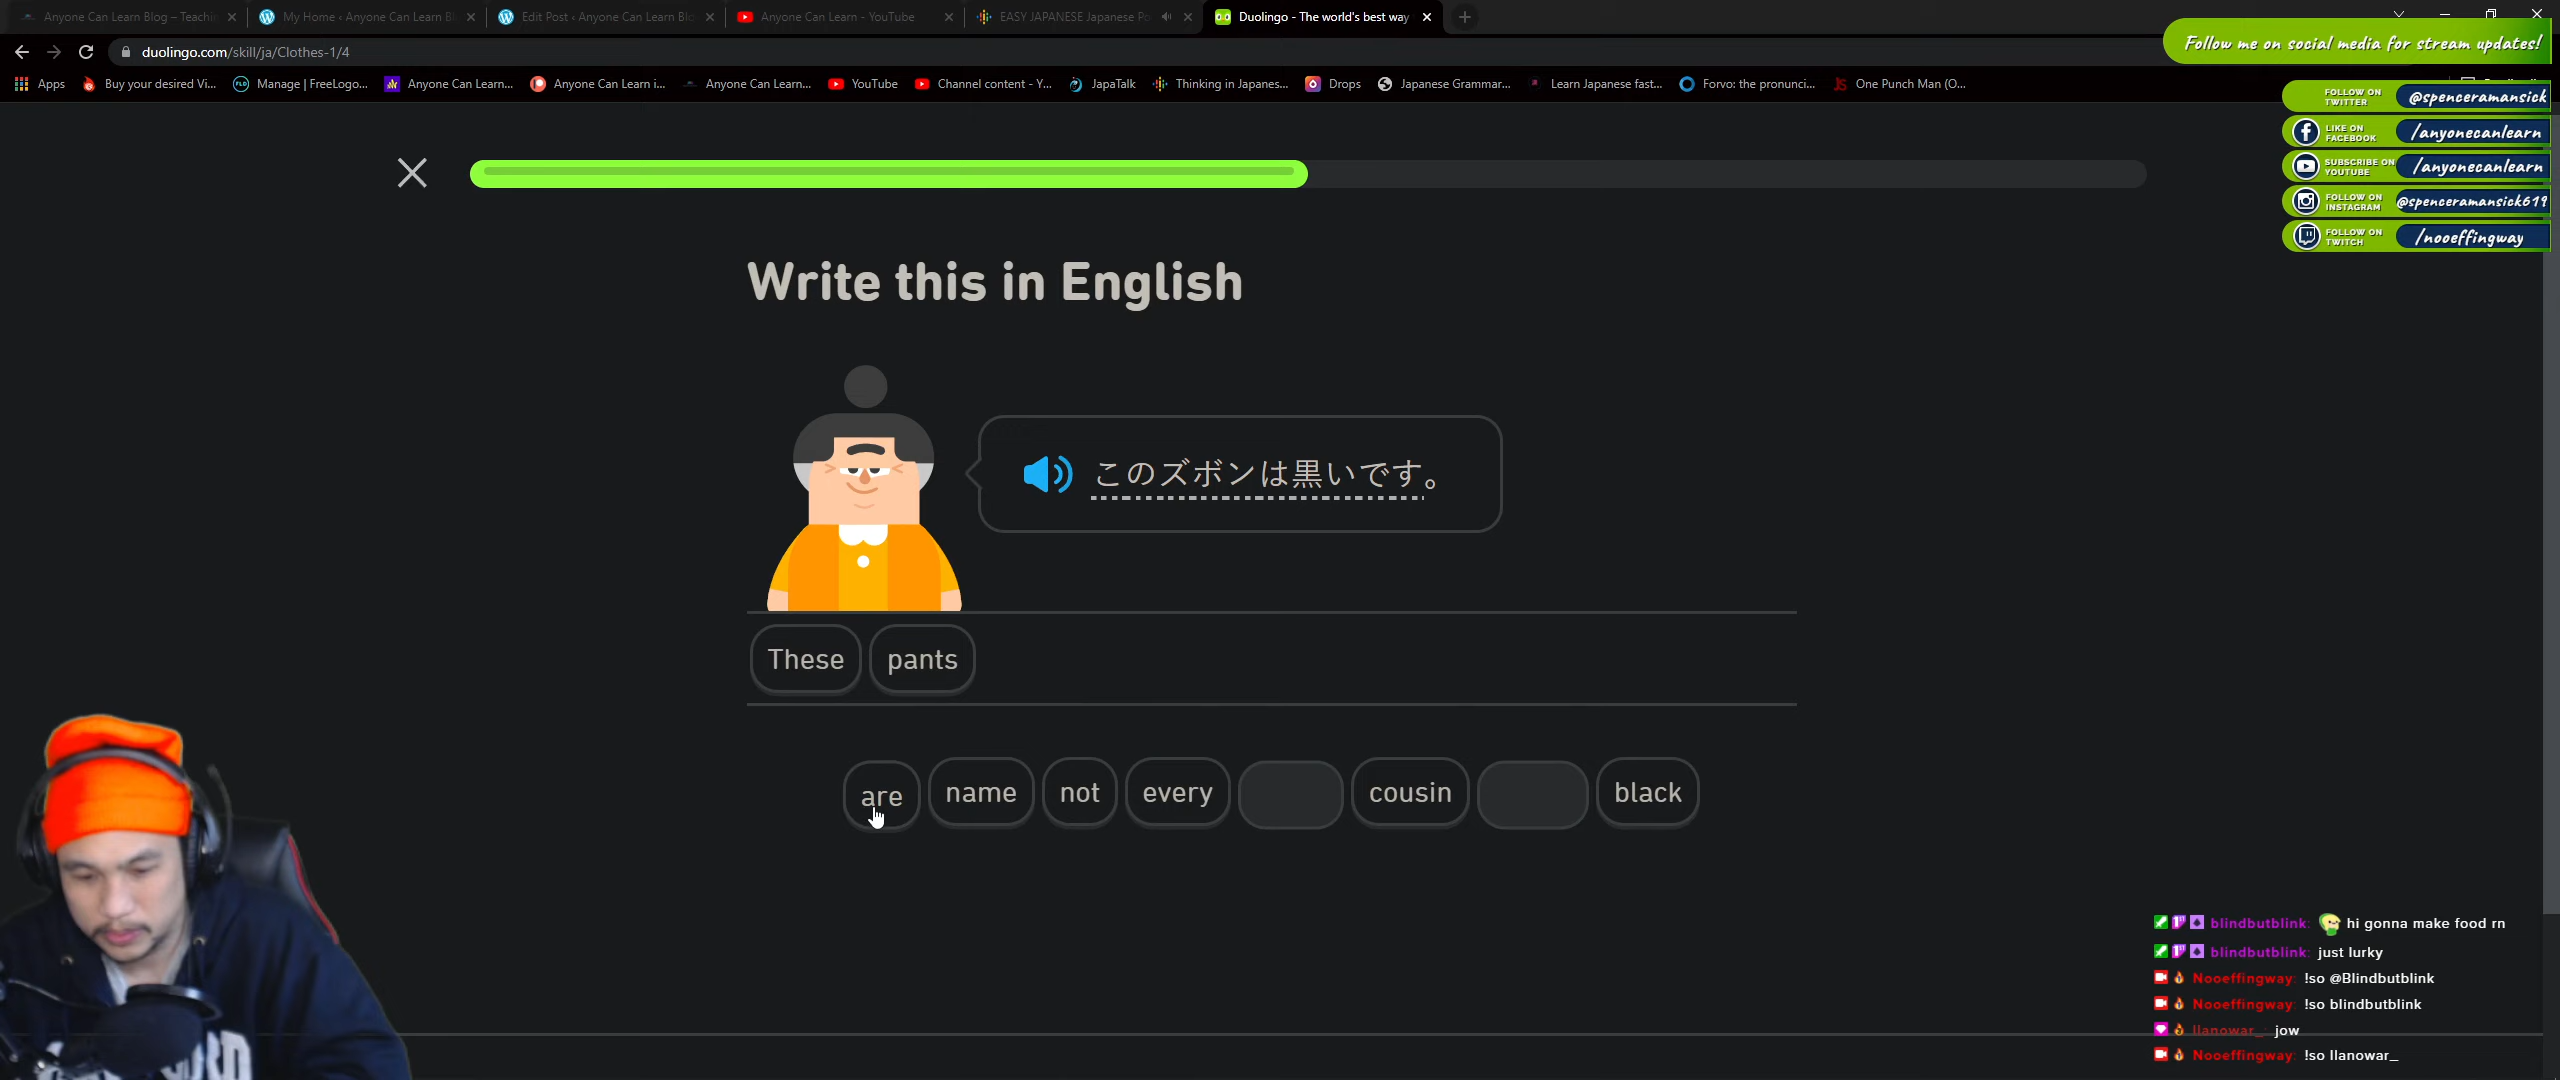 Anyone Can Learn Blog – Teachi
My Home ‹ Anyone Can Learn Bl
Edit Post ‹ Anyone Can Learn Blo
Anyone Can Learn - YouTube
EASY JAPANESE Japanese Po
Duolingo - The world's best way
duolingo.com/skill/ja/Clothes-1/4
Apps
Buy your desired Vi...
Manage | FreeLogo...
Anyone Can Learn...
Anyone Can Learn i...
Anyone Can Learn...
YouTube
Channel content - Y...
JapaTalk
Thinking in Japanes...
Drops
Japanese Grammar...
Learn Japanese fast...
Forvo: the pronunci...
One Punch Man (O...
Follow me on social media for stream updates!
FOLLOW ON TWITTER @spenceramansick
LIKE ON FACEBOOK /anyonecanlearn
SUBSCRIBE ON YOUTUBE /anyonecanlearn
FOLLOW ON INSTAGRAM @spenceramansick619
FOLLOW ON TWITCH /nooeffingway
Write this in English
このズボンは黒いです。
These pants
are name not every cousin black
blindbutblink: hi gonna make food rn
blindbutblink: just lurky
Nooeffingway: !so @Blindbutblink
Nooeffingway: !so blindbutblink
llanowar_: jow
Nooeffingway: !so llanowar_